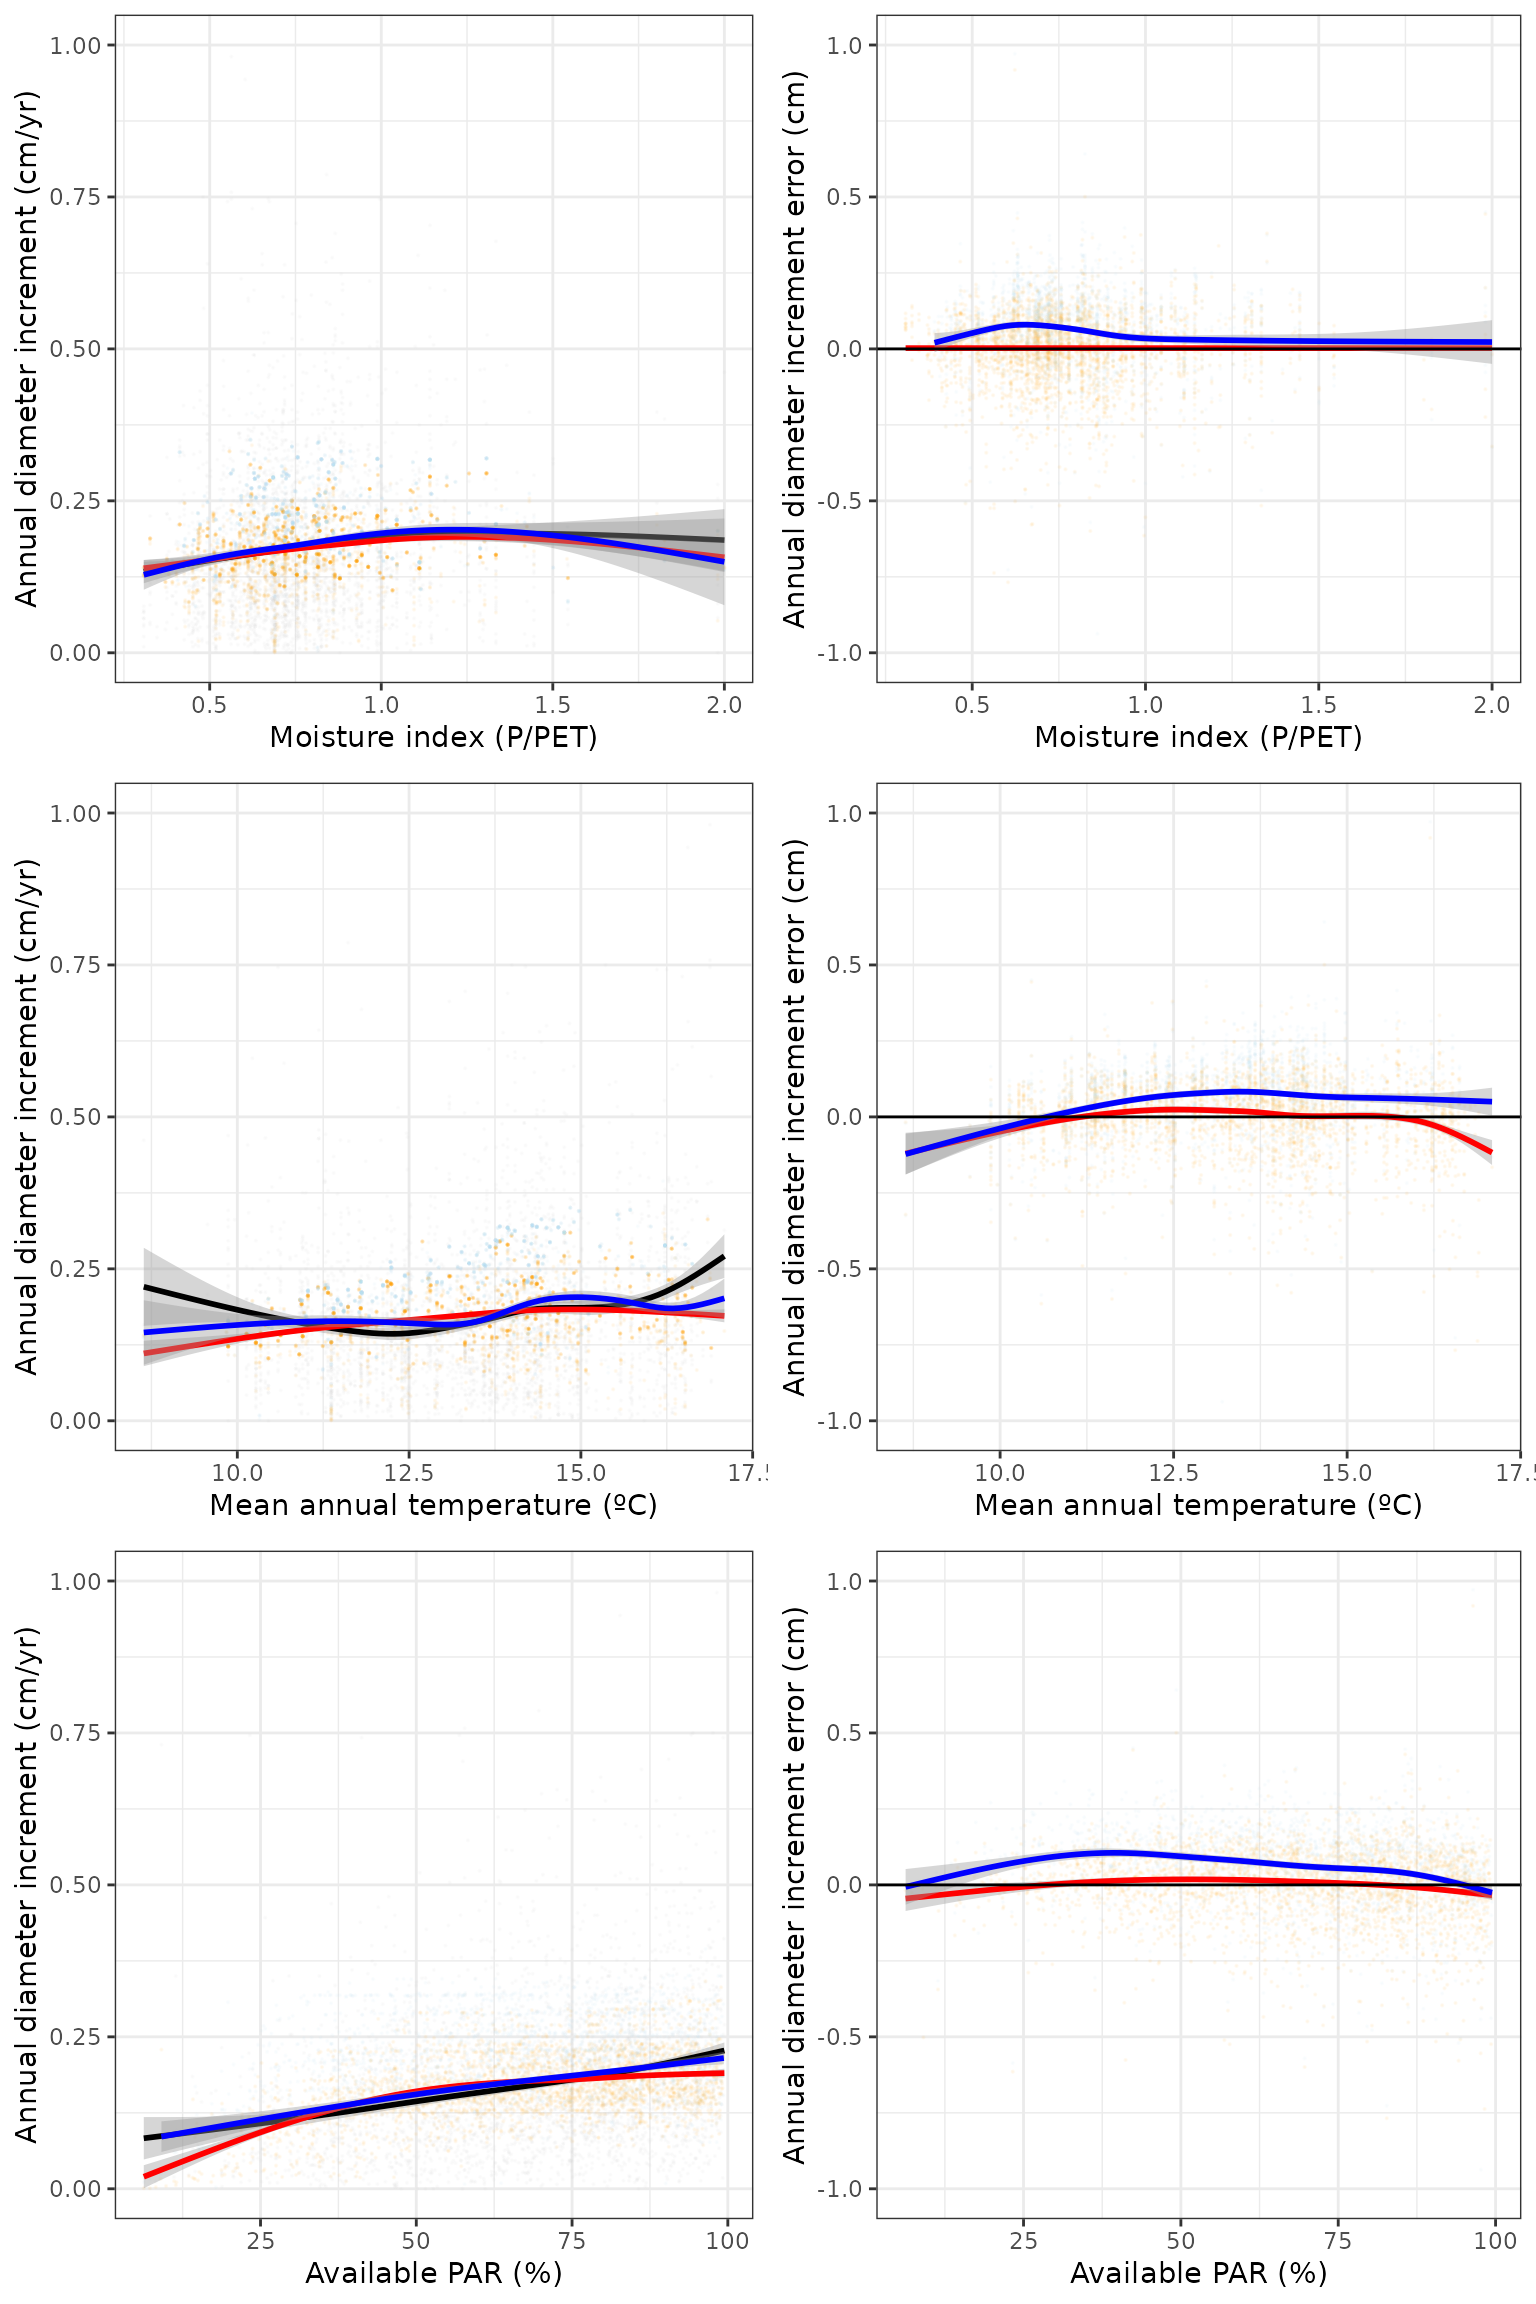 Annual diameter increment (cm/yr)
1.00
0.75
0.50
0.25
0.00
0.5 1.0 1.5 2.0
Moisture index (P/PET)
Annual diameter increment error (cm)
1.0
0.5
0.0
-0.5
-1.0
0.5 1.0 1.5 2.0
Moisture index (P/PET)
Annual diameter increment (cm/yr)
1.00
0.75
0.50
0.25
0.00
10.0 12.5 15.0 17.5
Mean annual temperature (ºC)
Annual diameter increment error (cm)
1.0
0.5
0.0
-0.5
-1.0
10.0 12.5 15.0 17.5
Mean annual temperature (ºC)
Annual diameter increment (cm/yr)
1.00
0.75
0.50
0.25
0.00
25 50 75 100
Available PAR (%)
Annual diameter increment error (cm)
1.0
0.5
0.0
-0.5
-1.0
25 50 75 100
Available PAR (%)